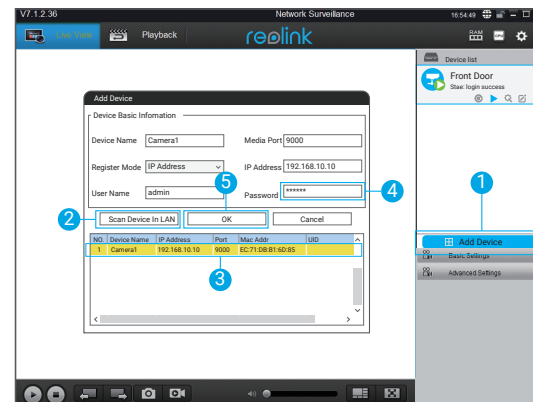 V7.1.2.36 Network Surveillance 16:54:49
Live View Playback reolink RAM CPU
Device list
Front Door
Stae: login success
Add Device
Device Basic Infomation
Device Name Camera1 Media Port 9000
Register Mode IP Address IP Address 192.168.10.10
User Name admin Password ******
5
4
1
2
Scan Device In LAN OK Cancel
NO. Device Name IP Address Port Mac Addr UID
1 Camera1 192.168.10.10 9000 EC:71:DB:B1:6D:85
3
Add Device
Basic Settings
Advanced Settings